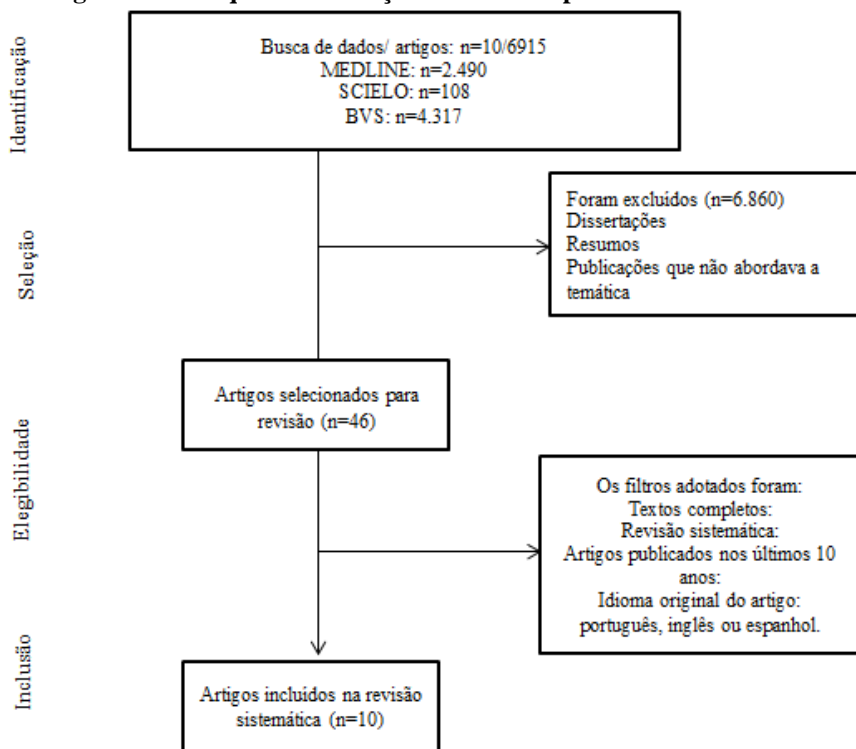 Identificação
Busca de dados/ artigos: n=10/6915
MEDLINE: n=2.490
SCIELO: n=108
BVS: n=4.317
Seleção
Foram excluidos (n=6.860)
Dissertações
Resumos
Publicações que não abordava a
temática
Elegibilidade
Artigos selecionados para
revisão (n=46)
Os filtros adotados foram:
Textos completos:
Revisão sistemática:
Artigos publicados nos últimos 10
anos:
Idioma original do artigo:
português, inglês ou espanhol.
Inclusão
Artigos incluídos na revisão
sistemática (n=10)